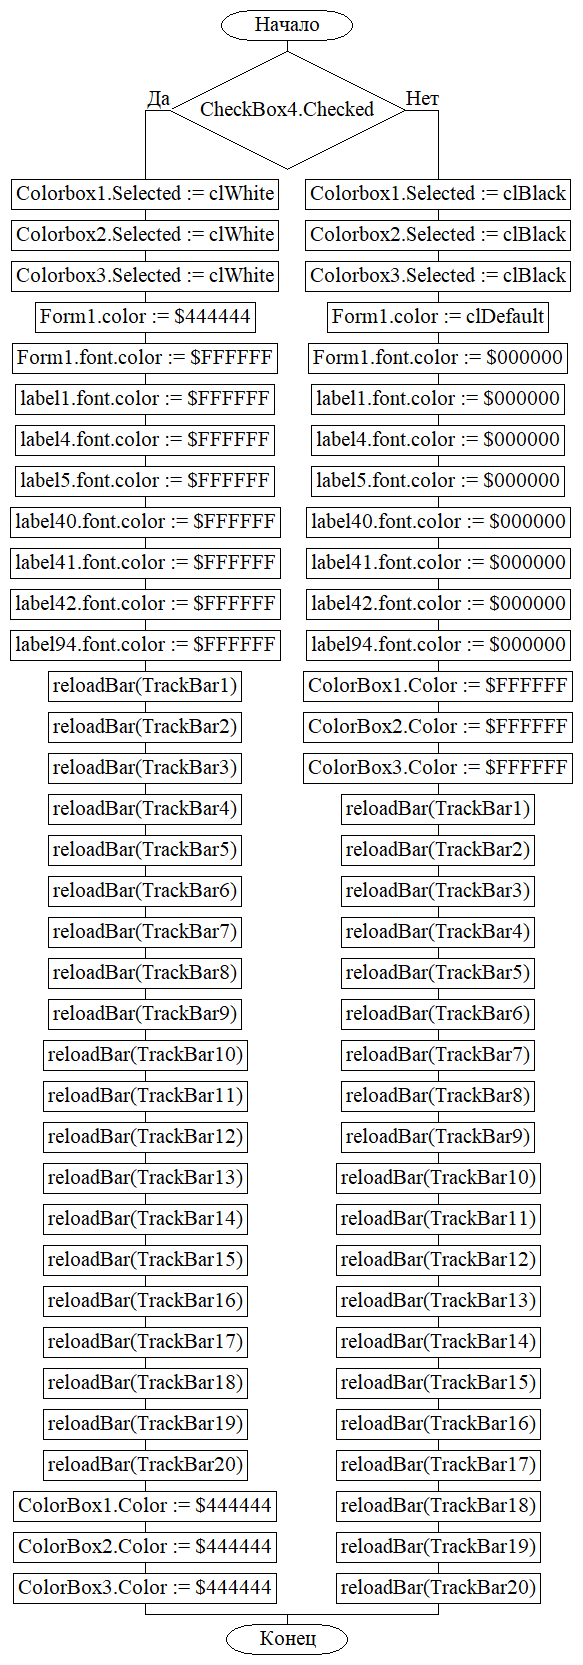 Начало
CheckBox4.Checked
Да
Нет
Colorbox1.Selected := clWhite
Colorbox2.Selected := clWhite
Colorbox3.Selected := clWhite
Form1.color := $444444
Form1.font.color := $FFFFFF
label1.font.color := $FFFFFF
label4.font.color := $FFFFFF
label5.font.color := $FFFFFF
label40.font.color := $FFFFFF
label41.font.color := $FFFFFF
label42.font.color := $FFFFFF
label94.font.color := $FFFFFF
reloadBar(TrackBar1)
reloadBar(TrackBar2)
reloadBar(TrackBar3)
reloadBar(TrackBar4)
reloadBar(TrackBar5)
reloadBar(TrackBar6)
reloadBar(TrackBar7)
reloadBar(TrackBar8)
reloadBar(TrackBar9)
reloadBar(TrackBar10)
reloadBar(TrackBar11)
reloadBar(TrackBar12)
reloadBar(TrackBar13)
reloadBar(TrackBar14)
reloadBar(TrackBar15)
reloadBar(TrackBar16)
reloadBar(TrackBar17)
reloadBar(TrackBar18)
reloadBar(TrackBar19)
reloadBar(TrackBar20)
ColorBox1.Color := $444444
ColorBox2.Color := $444444
ColorBox3.Color := $444444
Colorbox1.Selected := clBlack
Colorbox2.Selected := clBlack
Colorbox3.Selected := clBlack
Form1.color := clDefault
Form1.font.color := $000000
label1.font.color := $000000
label4.font.color := $000000
label5.font.color := $000000
label40.font.color := $000000
label41.font.color := $000000
label42.font.color := $000000
label94.font.color := $000000
ColorBox1.Color := $FFFFFF
ColorBox2.Color := $FFFFFF
ColorBox3.Color := $FFFFFF
reloadBar(TrackBar1)
reloadBar(TrackBar2)
reloadBar(TrackBar3)
reloadBar(TrackBar4)
reloadBar(TrackBar5)
reloadBar(TrackBar6)
reloadBar(TrackBar7)
reloadBar(TrackBar8)
reloadBar(TrackBar9)
reloadBar(TrackBar10)
reloadBar(TrackBar11)
reloadBar(TrackBar12)
reloadBar(TrackBar13)
reloadBar(TrackBar14)
reloadBar(TrackBar15)
reloadBar(TrackBar16)
reloadBar(TrackBar17)
reloadBar(TrackBar18)
reloadBar(TrackBar19)
reloadBar(TrackBar20)
Конец